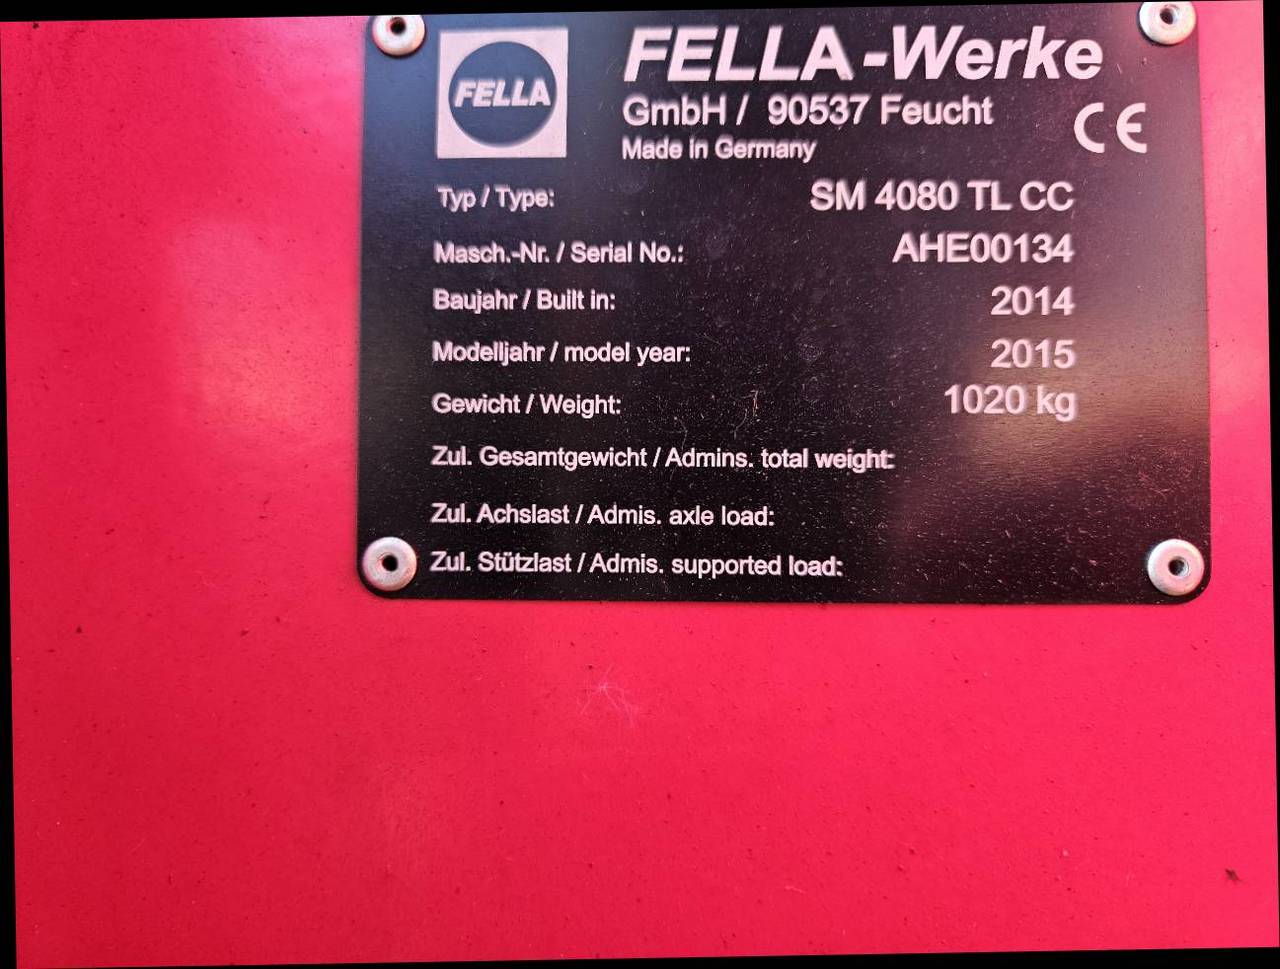 FELLA
FELLA-Werke
GmbH / 90537 Feucht
Made in Germany
CE
Typ / Type: SM 4080 TL CC
Masch.-Nr. / Serial No.: AHE00134
Baujahr / Built in: 2014
Modelljahr / model year: 2015
Gewicht / Weight: 1020 kg
Zul. Gesamtgewicht / Admins. total weight:
Zul. Achslast / Admis. axle load:
Zul. Stützlast / Admis. supported load: